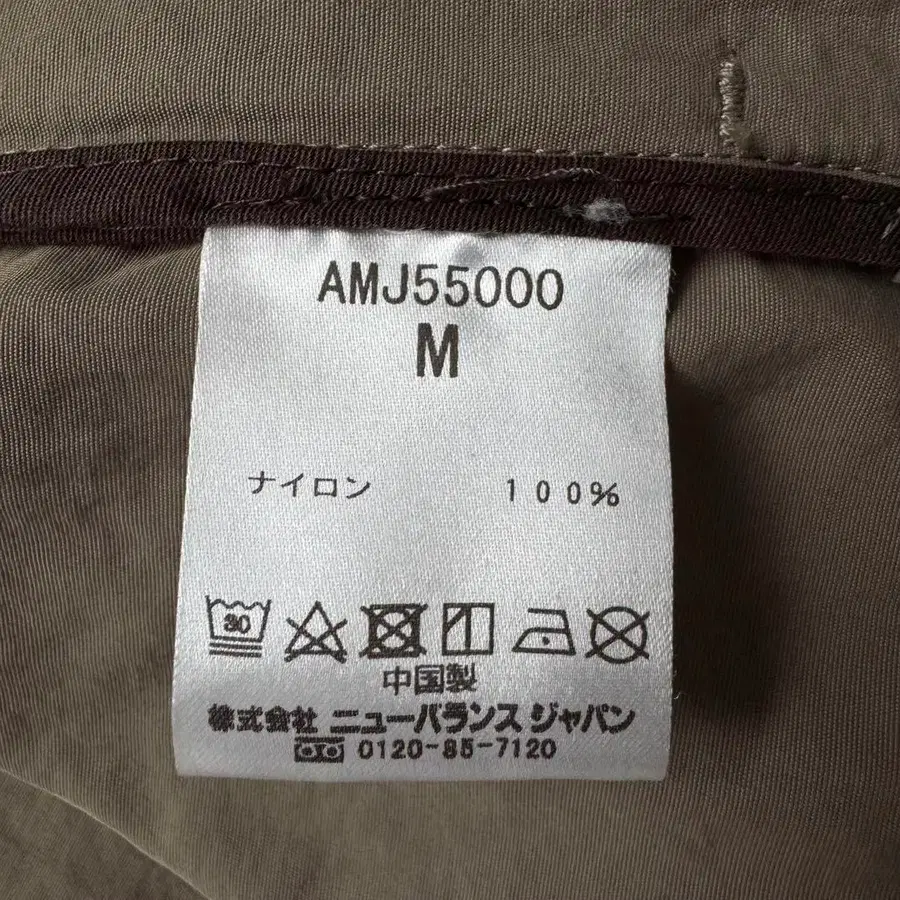 AMJ55000
M
ナイロン 100%
30
中国製
株式会社 ニューバランス ジャパン
0120-85-7120